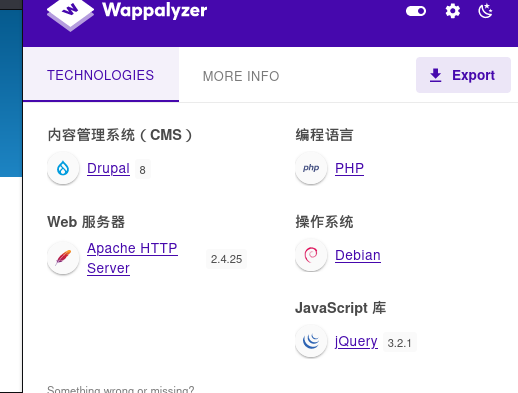 Wappalyzer
TECHNOLOGIES
MORE INFO
Export
内容管理系统 ( CMS )
Drupal 8
编程语言
php PHP
Web 服务器
Apache HTTP
Server
2.4.25
操作系统
Debian
JavaScript 库
jQuery 3.2.1
Something wrong or missing?